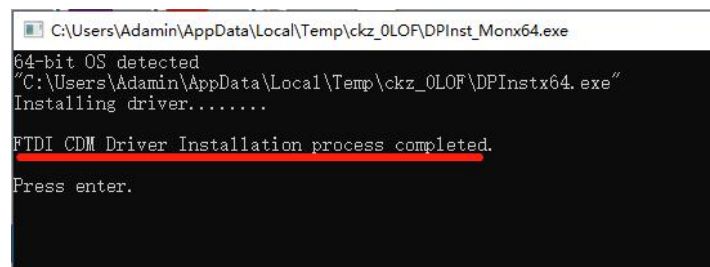 C:\Users\Adamin\AppData\Local\Temp\ckz_0LOF\DPInst_Monx64.exe
64-bit OS detected
"C:\Users\Adamin\AppData\Local\Temp\ckz_0LOF\DPInstx64.exe"
Installing driver........
FTDI CDM Driver Installation process completed.
Press enter.